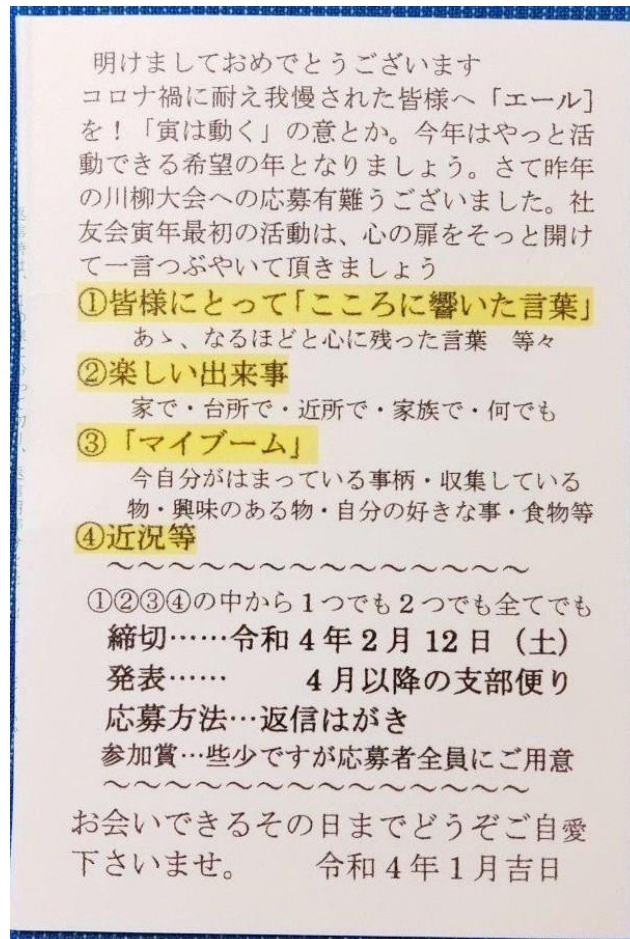 明けましておめでとうございます
コロナ禍に耐え我慢された皆様へ「エール]
を！「寅は動く」の意とか。今年はやっと活
動できる希望の年となりましょう。さて昨年
の川柳大会への応募有難うございました。社
友会寅年最初の活動は、心の扉をそっと開け
て一言つぶやいて頂きましょう
①皆様にとって「こころに響いた言葉」
あゝ、なるほどと心に残った言葉　等々
②楽しい出来事
家で・台所で・近所で・家族で・何でも
③「マイブーム」
今自分がはまっている事柄・収集している
物・興味のある物・自分の好きな事・食物等
④近況等
～～～～～～～～～～～～～～
①②③④の中から１つでも２つでも全てでも
締切……令和４年２月 12 日（土）
発表……　　４月以降の支部便り
応募方法…返信はがき
参加賞…些少ですが応募者全員にご用意
～～～～～～～～～～～～～～
お会いできるその日までどうぞご自愛
下さいませ。　　令和４年１月吉日